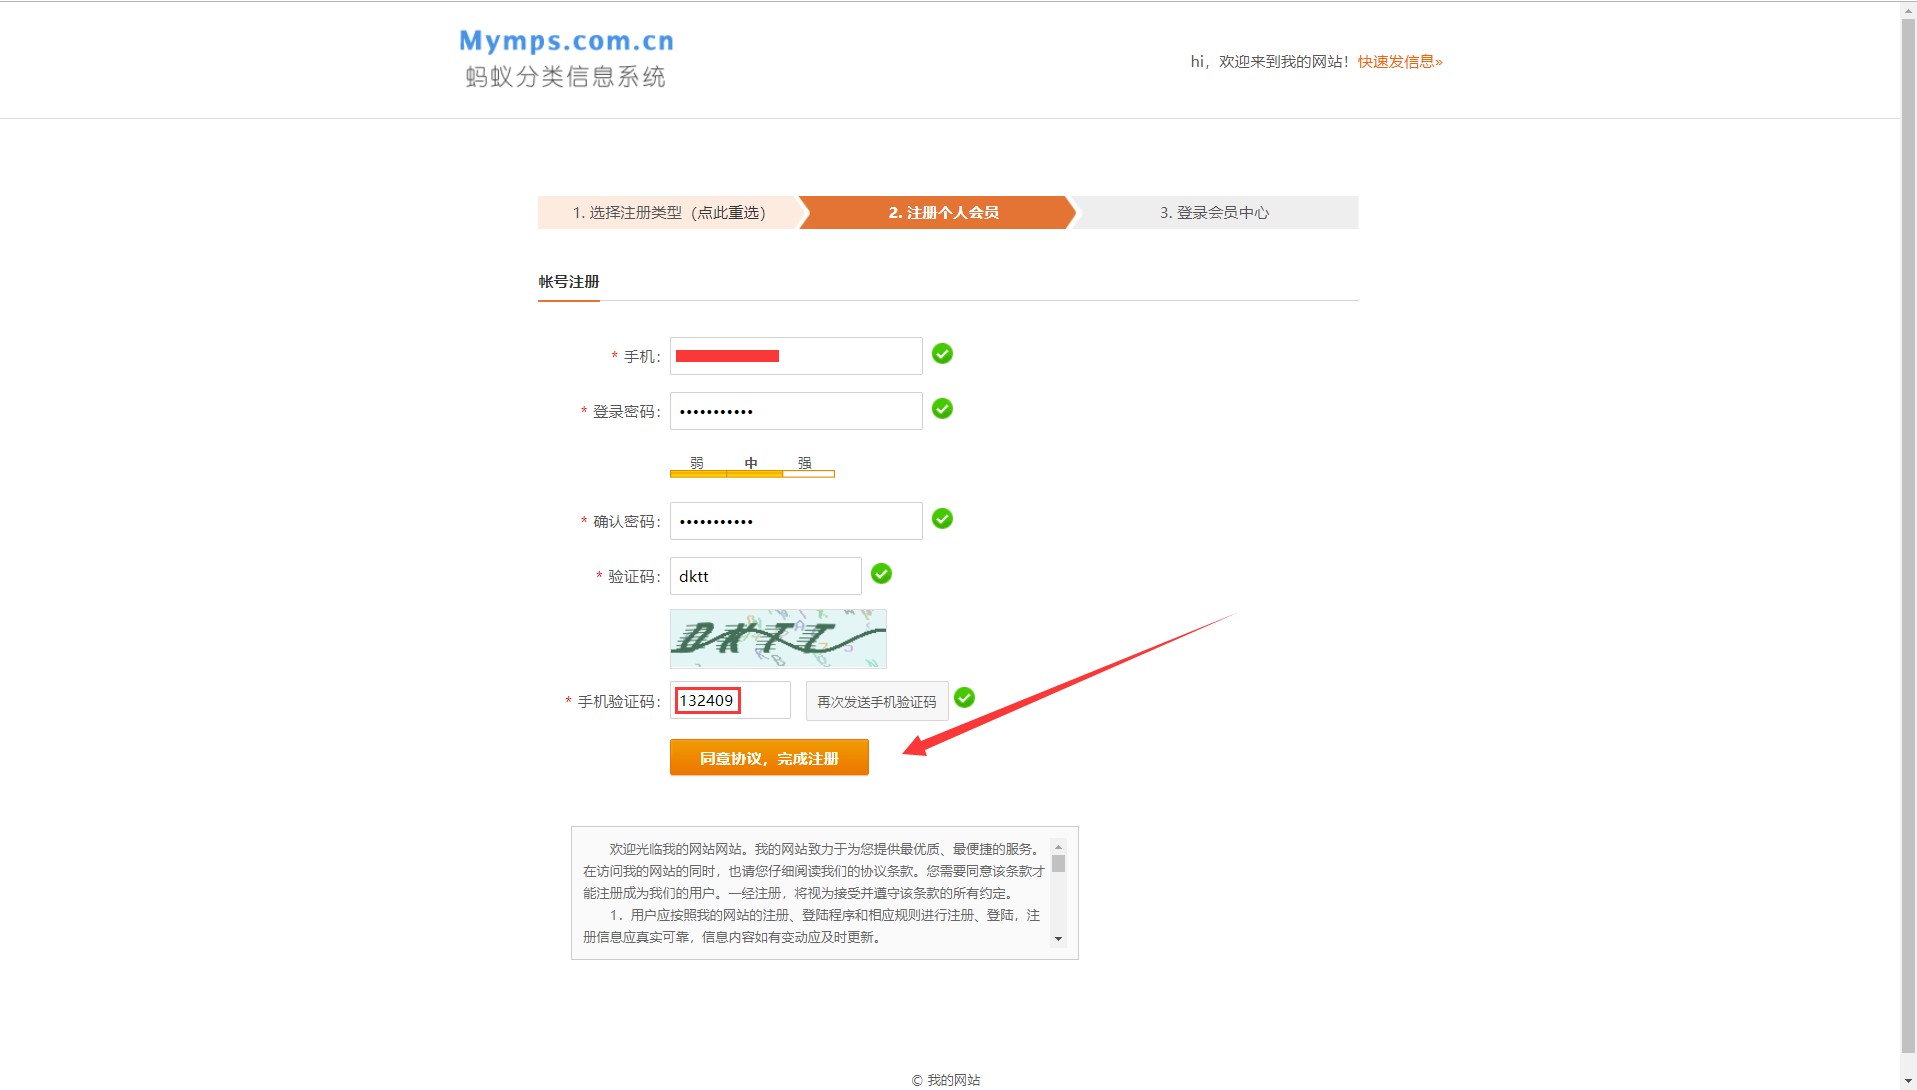 Mymps.com.cn
蚂蚁分类信息系统
hi，欢迎来到我的网站！快速发信息»
1. 选择注册类型（点此重选）
2. 注册个人会员
3. 登录会员中心
帐号注册
* 手机：
* 登录密码： •••••••••••
弱 中 强
* 确认密码： •••••••••••
* 验证码： dktt
DKTT
* 手机验证码： 132409 再次发送手机验证码
同意协议，完成注册
欢迎光临我的网站网站。我的网站致力于为您提供最优质、最便捷的服务。
在访问我的网站的同时，也请您仔细阅读我们的协议条款。您需要同意该条款才
能注册成为我们的用户。一经注册，将视为接受并遵守该条款的所有约定。
1．用户应按照我的网站的注册、登陆程序和相应规则进行注册、登陆，注
册信息应真实可靠，信息内容如有变动应及时更新。
© 我的网站